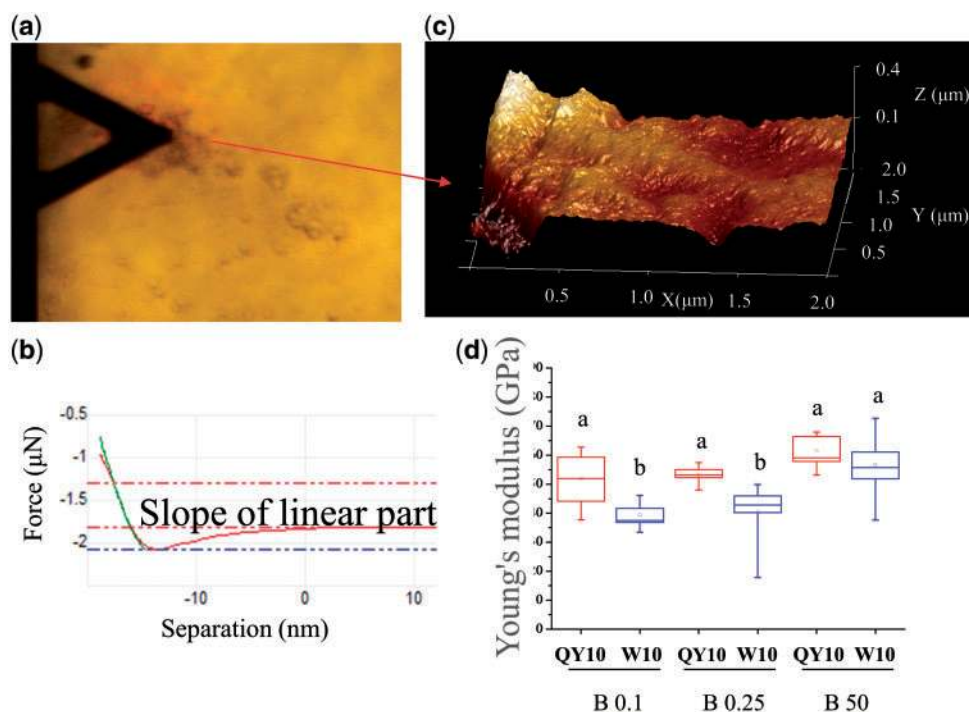 (a)
(c)
0.4
Z (μm)
0.1
2.0
1.5
Y (μm)
1.0
0.5
0.5
1.0
X(μm)
1.5
2.0
(b)
-0.5
-1
-1.5
-2
Force (μN)
Slope of linear part
-10
0
10
Separation (nm)
(d)
Young's modulus (GPa)
a
b
a
b
a
a
0
QY10 W10 QY10 W10 QY10 W10
B 0.1 B 0.25 B 50